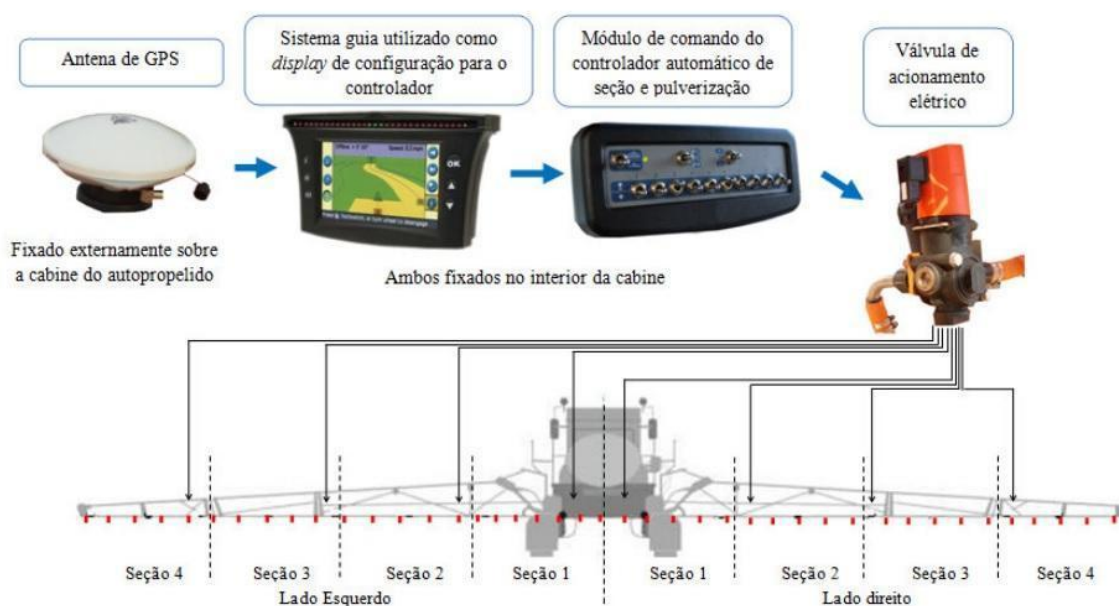 Antena de GPS
Sistema guia utilizado como
display de configuração para o
controlador
Módulo de comando do
controlador automático de
seção e pulverização
Válvula de
acionamento
elétrico
OK
Fixado externamente sobre
a cabine do autopropelido
Ambos fixados no interior da cabine
Seção 4
Seção 3
Seção 2
Seção 1
Seção 1
Seção 2
Seção 3
Seção 4
Lado Esquerdo
Lado direito